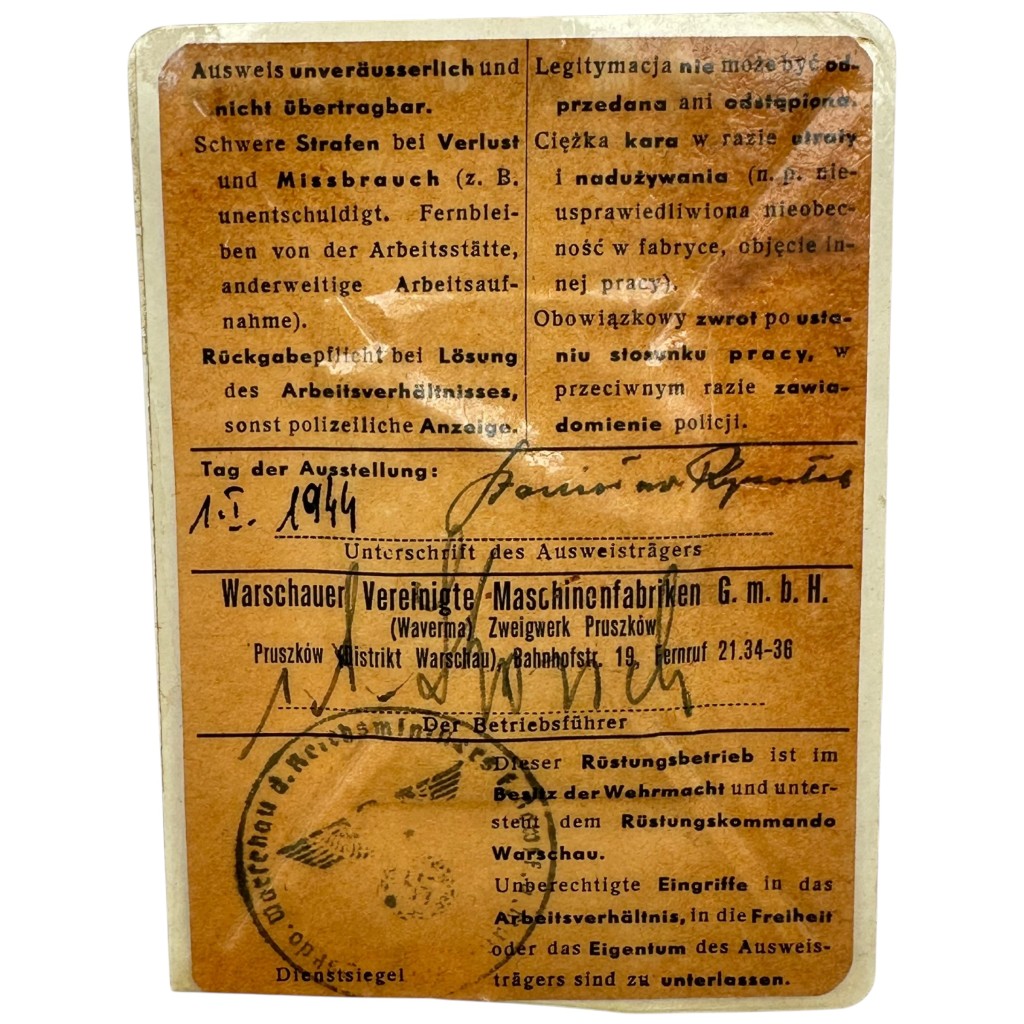 Ausweis unveräusserlich und
nicht übertragbar.
Schwere Strafen bei Verlust
und Missbrauch (z. B.
unentschuldigt. Fernblei-
ben von der Arbeitsstätte,
anderweitige Arbeitsauf-
nahme).
Rückgabepflicht bei Lösung
des Arbeitsverhältnisses,
sonst polizeiliche Anzeige.
Legitymacja nie może być od-
przedana ani odstąpiona.
Ciężka kara w razie utraty
i nadużywania (n. p. nie-
usprawiedliwiona nieobec-
ność w fabryce, objęcie in-
nej pracy).
Obowiązkowy zwrot po usta-
niu stosunku pracy, w
przeciwnym razie zawia-
domienie policji.
Tag der Ausstellung:
1.I. 1944
Unterschrift des Ausweisträgers
Warschauer Vereinigte Maschinenfabriken G. m. b. H.
(Waverma) Zweigwerk Pruszków
Pruszków (Distrikt Warschau), Bahnhofstr. 19, Fernruf 21.34-36
Der Betriebsführer
Warschau d. Reichsminister
Dienstsiegel
Dieser Rüstungsbetrieb ist im
Besitz der Wehrmacht und unter-
steht dem Rüstungskommando
Warschau.
Unberechtigte Eingriffe in das
Arbeitsverhältnis, in die Freiheit
oder das Eigentum des Ausweis-
trägers sind zu unterlassen.